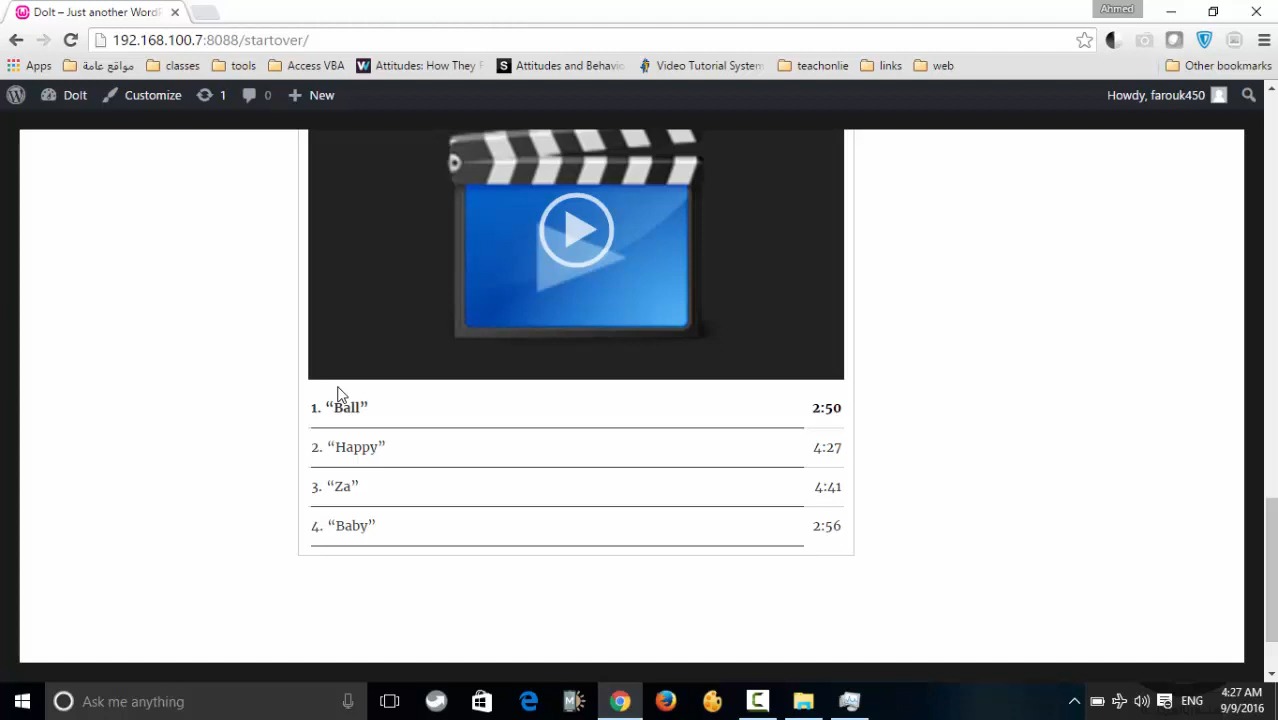 DoIt – Just another WordP
Ahmed
192.168.100.7:8088/startover/
Apps مواقع عامة classes tools Access VBA Attitudes: How They F Attitudes and Behavio Video Tutorial System teachonlie links web Other bookmarks
DoIt Customize 1 0 New Howdy, farouk450
1. “Ball” 2:50
2. “Happy” 4:27
3. “Za” 4:41
4. “Baby” 2:56
Ask me anything ENG 4:27 AM
9/9/2016